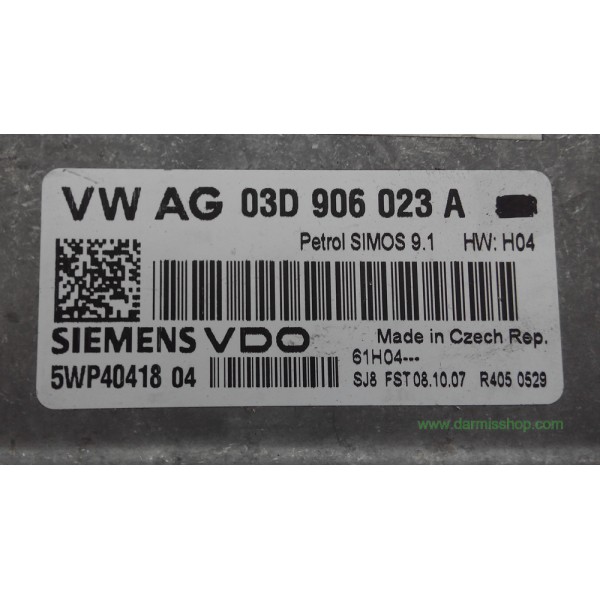 VW AG 03D 906 023 A
Petrol SIMOS 9.1 HW: H04
SIEMENS VDO Made in Czech Rep.
61H04---
5WP40418 04 SJ8 FST 08.10.07 R405 0529
www.darmisshop.com